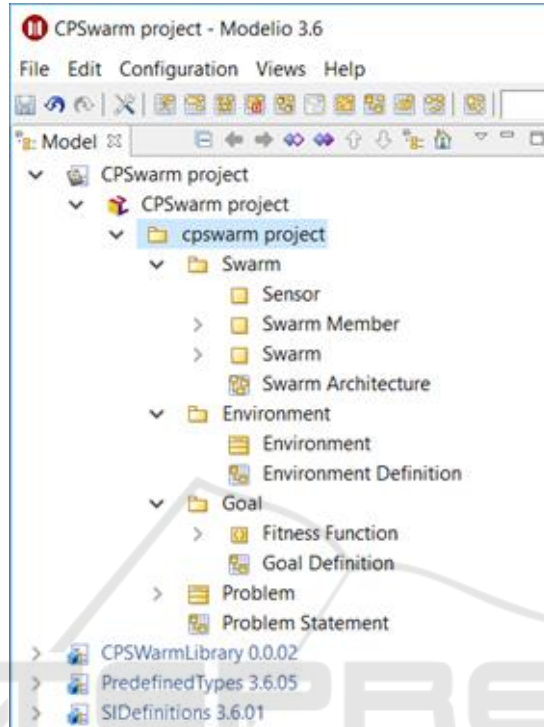 CPSwarm project - Modelio 3.6
File Edit Configuration Views Help
Model
CPSwarm project
CPSwarm project
cpswarm project
Swarm
Sensor
Swarm Member
Swarm
Swarm Architecture
Environment
Environment
Environment Definition
Goal
Fitness Function
Goal Definition
Problem
Problem Statement
CPSWarmLibrary 0.0.02
PredefinedTypes 3.6.05
SIDefinitions 3.6.01